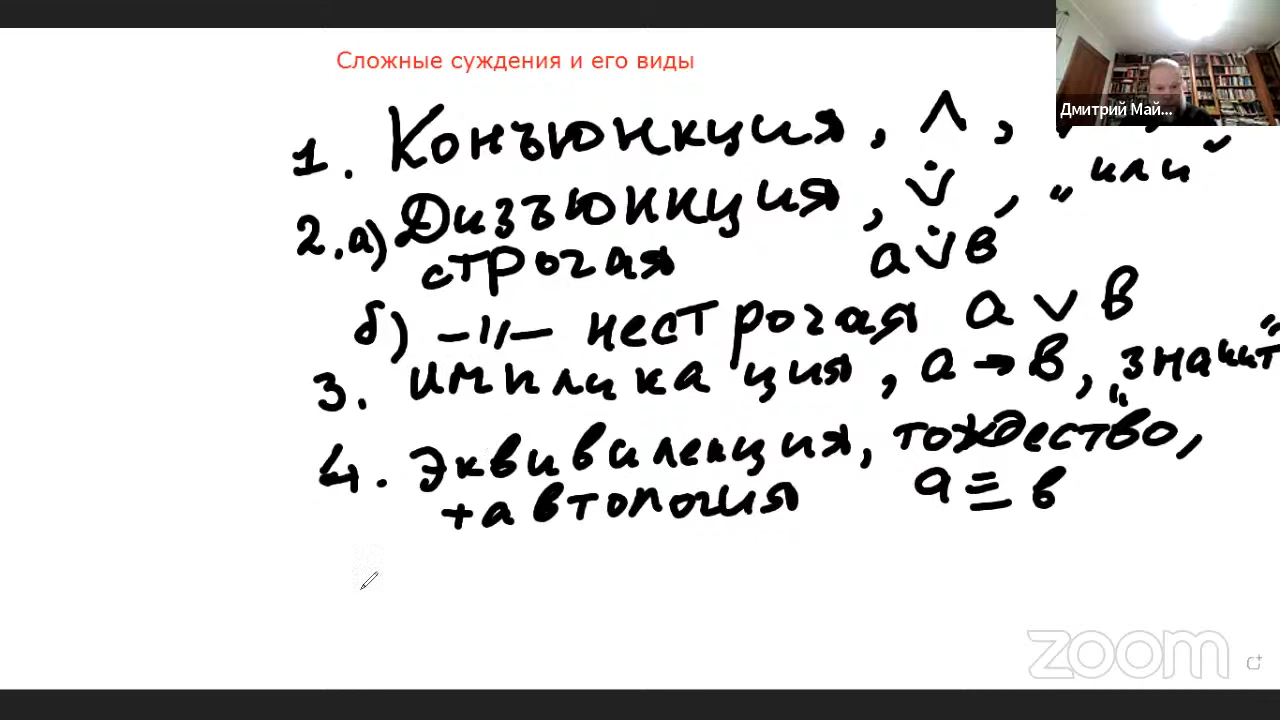 Сложные суждения и его виды
Дмитрий Май...
1. Конъюнкция, ∧,
2.а) Дизъюнкция, ∨̇, „или”
строгая а ∨̇ в
б) –//– нестрогая а ∨ в
3. импликация, а → в, „значит”
4. эквивиленция, тождество,
тавтология а ≡ в
zoom